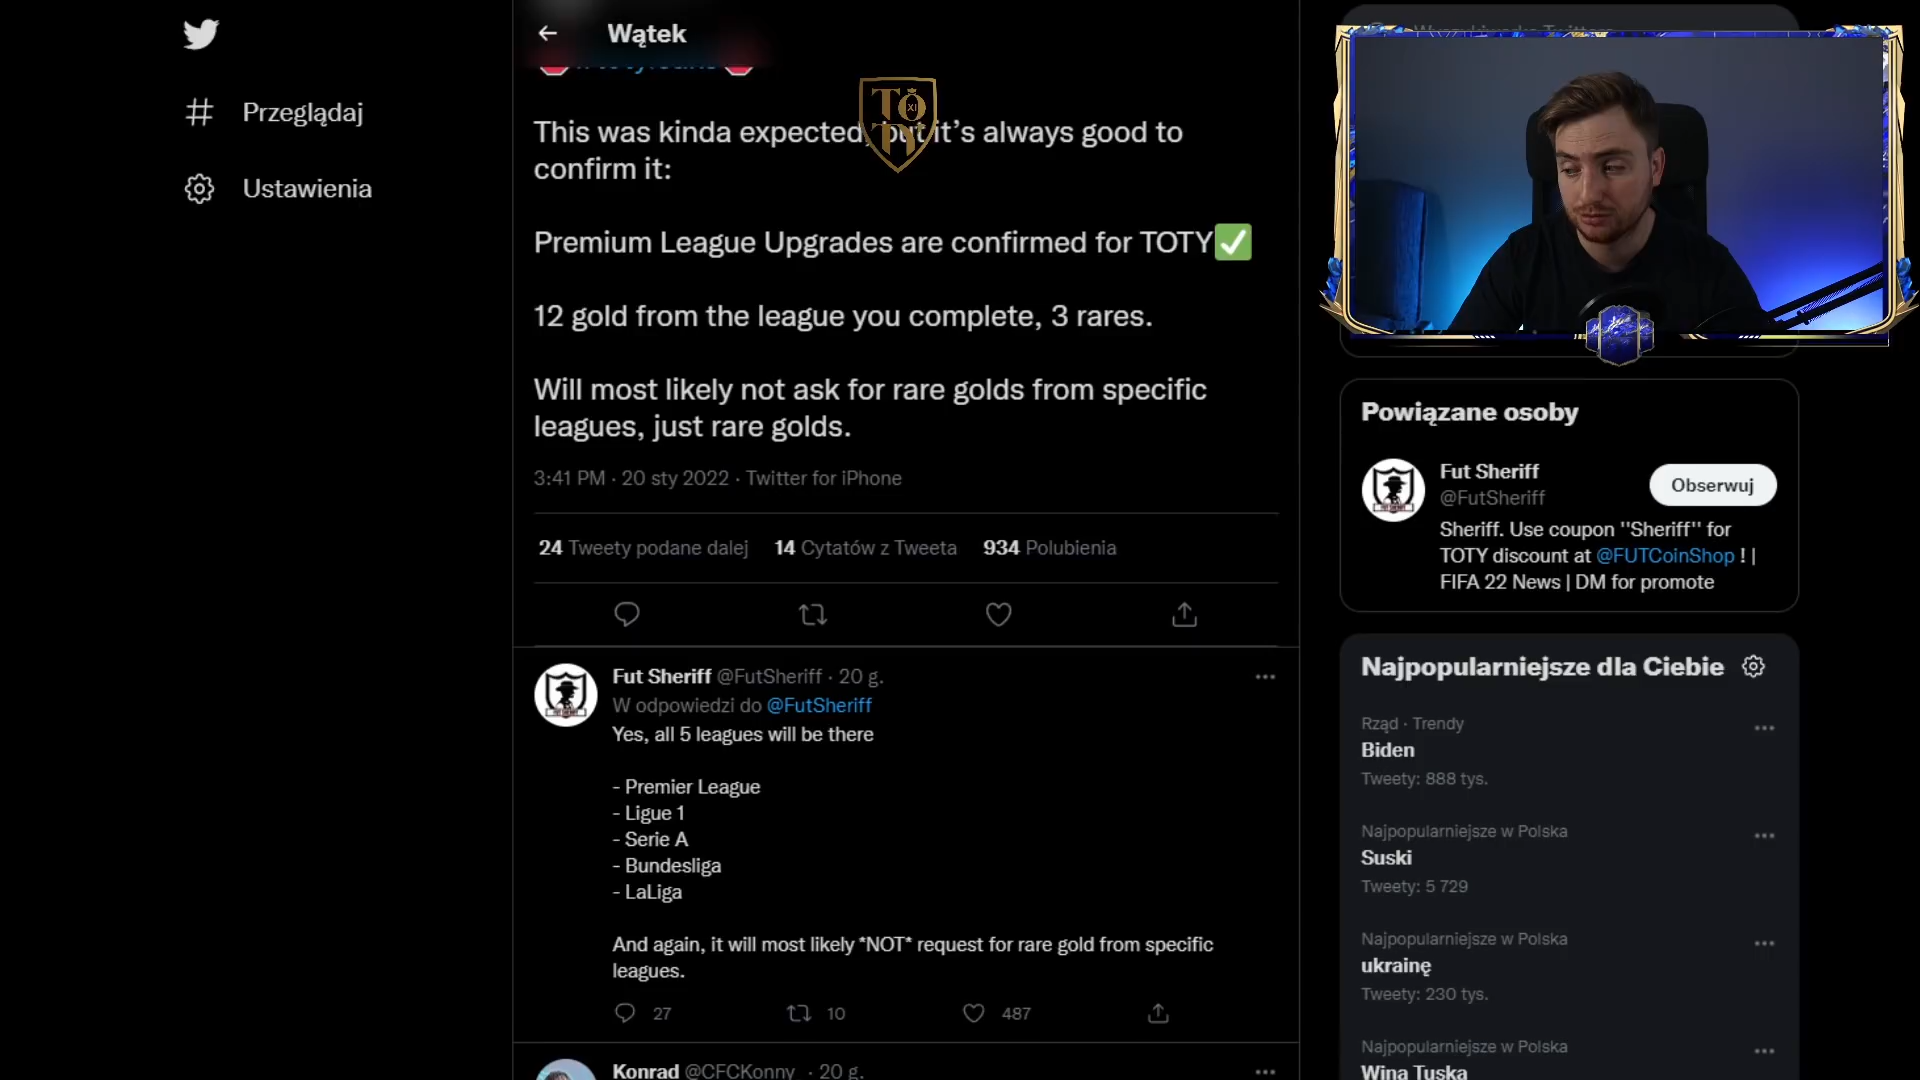 Wątek
Przeglądaj
Ustawienia
TOTY
XI
This was kinda expected, but it's always good to
confirm it:
Premium League Upgrades are confirmed for TOTY✅
12 gold from the league you complete, 3 rares.
Will most likely not ask for rare golds from specific
leagues, just rare golds.
3:41 PM · 20 sty 2022 · Twitter for iPhone
24 Tweety podane dalej 14 Cytatów z Tweeta 934 Polubienia
Fut Sheriff @FutSheriff · 20 g.
W odpowiedzi do @FutSheriff
Yes, all 5 leagues will be there
- Premier League
- Ligue 1
- Serie A
- Bundesliga
- LaLiga
And again, it will most likely *NOT* request for rare gold from specific
leagues.
27 10 487
Konrad @CFCKonny · 20 g.
Powiązane osoby
Fut Sheriff
@FutSheriff
Obserwuj
Sheriff. Use coupon ''Sheriff'' for
TOTY discount at @FUTCoinShop ! |
FIFA 22 News | DM for promote
Najpopularniejsze dla Ciebie
Rząd · Trendy
Biden
Tweety: 888 tys.
Najpopularniejsze w Polska
Suski
Tweety: 5 729
Najpopularniejsze w Polska
ukrainę
Tweety: 230 tys.
Najpopularniejsze w Polska
Wina Tuska